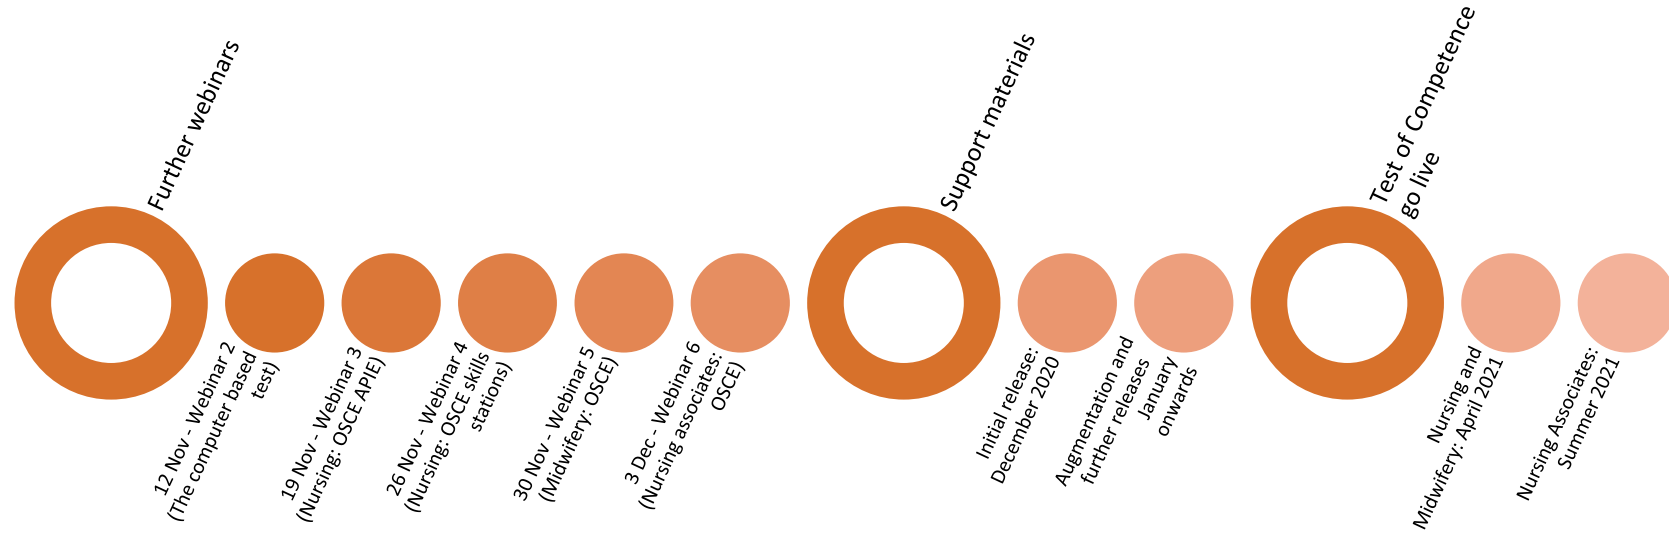 Further webinars
12 Nov - Webinar 2
(The computer based
test)
19 Nov - Webinar 3
(Nursing: OSCE APIE)
26 Nov - Webinar 4
(Nursing: OSCE skills
stations)
30 Nov - Webinar 5
(Midwifery: OSCE)
3 Dec - Webinar 6
(Nursing associates:
OSCE)
Support materials
Initial release:
December 2020
Augmentation and
further releases
January
onwards
Test of Competence
go live
Nursing and
Midwifery: April 2021
Nursing Associates:
Summer 2021